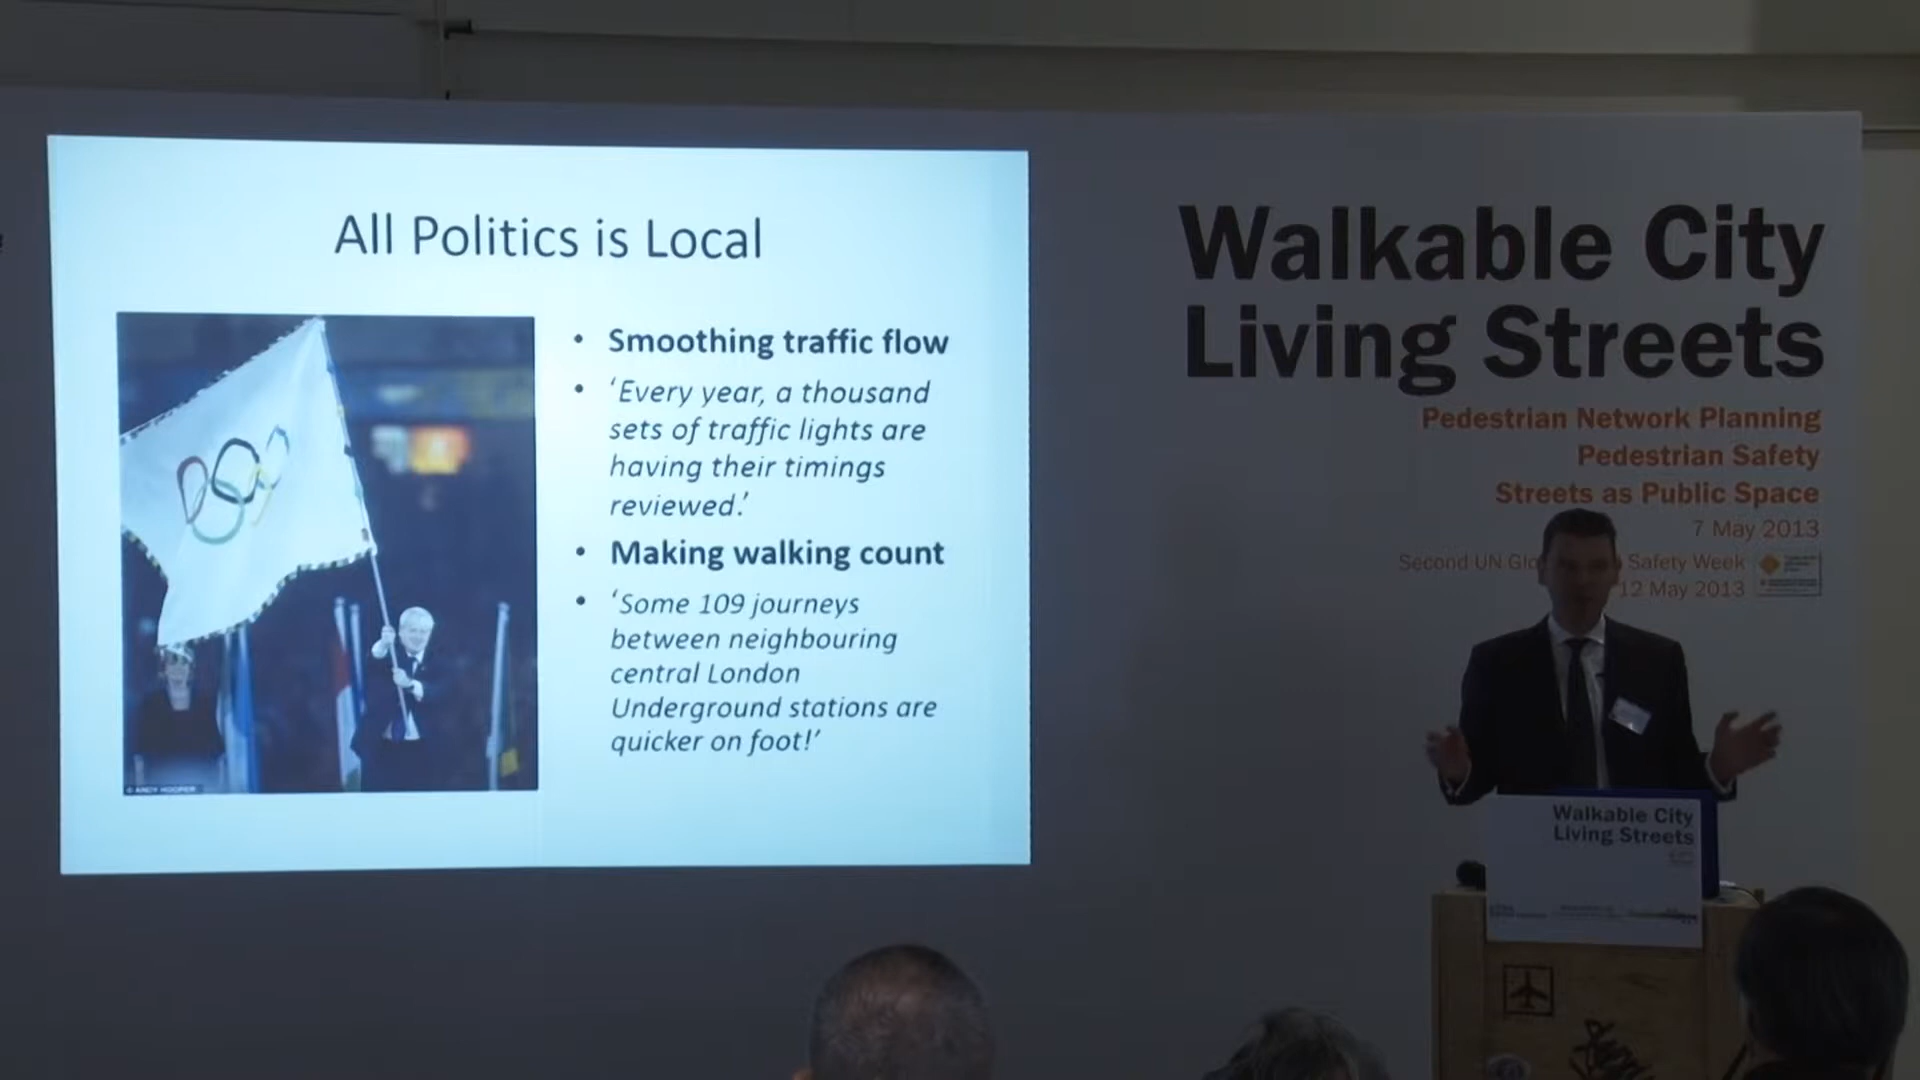 All Politics is Local
• Smoothing traffic flow
• ‘Every year, a thousand
sets of traffic lights are
having their timings
reviewed.’
• Making walking count
• ‘Some 109 journeys
between neighbouring
central London
Underground stations are
quicker on foot!’
© ANDY HOOPER
Walkable City
Living Streets
Pedestrian Network Planning
Pedestrian Safety
Streets as Public Space
7 May 2013
Second UN Safety Week
12 May 2013
Walkable City
Living Streets